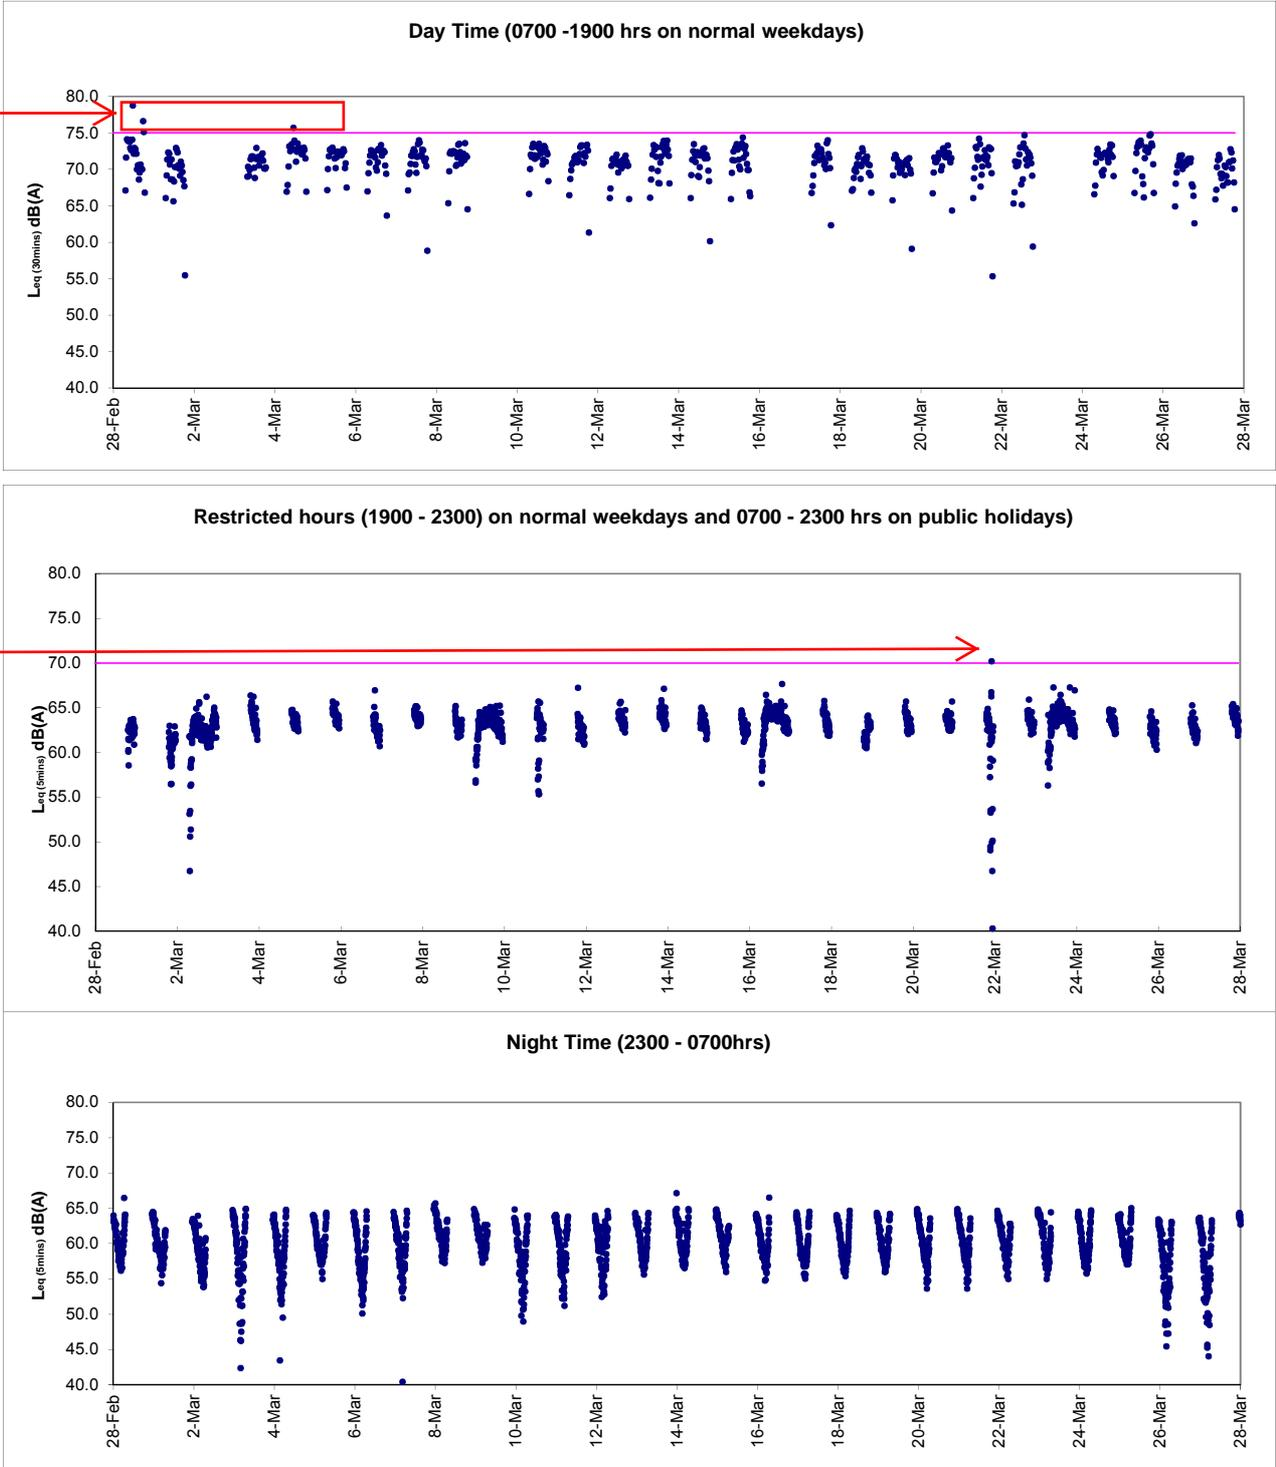 Day Time (0700 -1900 hrs on normal weekdays)
Leq (30mins) dB(A)
80.0
75.0
70.0
65.0
60.0
55.0
50.0
45.0
40.0
28-Feb
2-Mar
4-Mar
6-Mar
8-Mar
10-Mar
12-Mar
14-Mar
16-Mar
18-Mar
20-Mar
22-Mar
24-Mar
26-Mar
28-Mar
Restricted hours (1900 - 2300) on normal weekdays and 0700 - 2300 hrs on public holidays)
Leq (5mins) dB(A)
80.0
75.0
70.0
65.0
60.0
55.0
50.0
45.0
40.0
28-Feb
2-Mar
4-Mar
6-Mar
8-Mar
10-Mar
12-Mar
14-Mar
16-Mar
18-Mar
20-Mar
22-Mar
24-Mar
26-Mar
28-Mar
Night Time (2300 - 0700hrs)
Leq (5mins) dB(A)
80.0
75.0
70.0
65.0
60.0
55.0
50.0
45.0
40.0
28-Feb
2-Mar
4-Mar
6-Mar
8-Mar
10-Mar
12-Mar
14-Mar
16-Mar
18-Mar
20-Mar
22-Mar
24-Mar
26-Mar
28-Mar